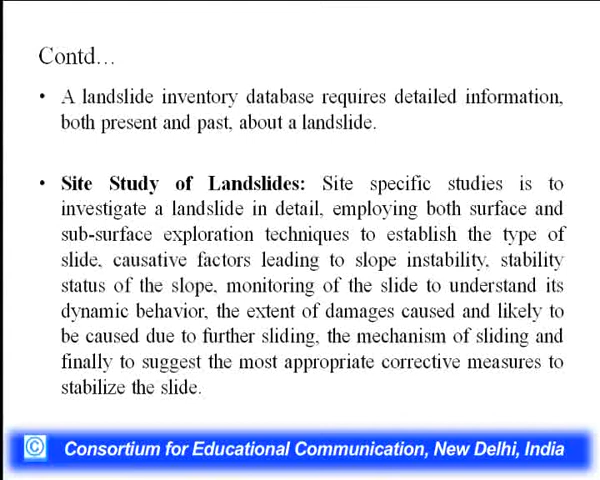 Contd…
• A landslide inventory database requires detailed information,
both present and past, about a landslide.
• Site Study of Landslides: Site specific studies is to
investigate a landslide in detail, employing both surface and
sub-surface exploration techniques to establish the type of
slide, causative factors leading to slope instability, stability
status of the slope, monitoring of the slide to understand its
dynamic behavior, the extent of damages caused and likely to
be caused due to further sliding, the mechanism of sliding and
finally to suggest the most appropriate corrective measures to
stabilize the slide.
© Consortium for Educational Communication, New Delhi, India